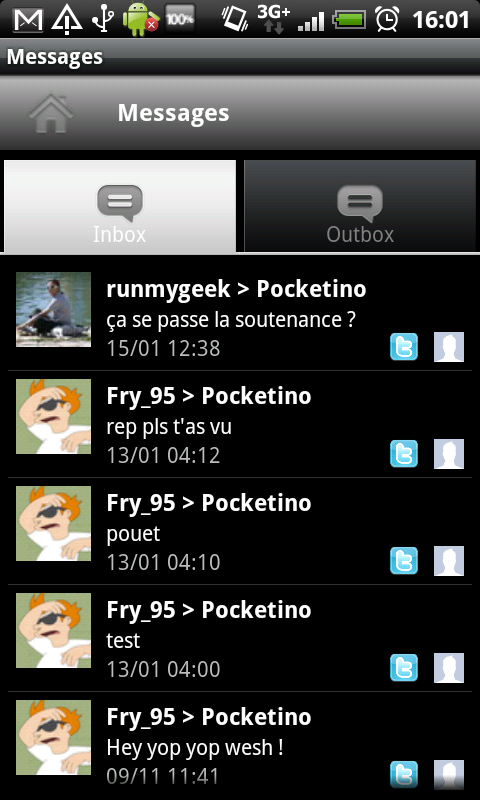 100%
3G+
16:01
Messages
Messages
Inbox
Outbox
runmygeek > Pocketino
ça se passe la soutenance ?
15/01 12:38
Fry_95 > Pocketino
rep pls t'as vu
13/01 04:12
Fry_95 > Pocketino
pouet
13/01 04:10
Fry_95 > Pocketino
test
13/01 04:00
Fry_95 > Pocketino
Hey yop yop wesh !
09/11 11:41